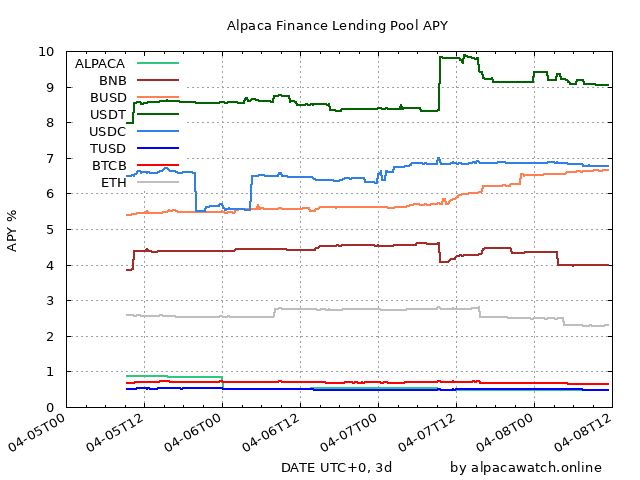 Alpaca Finance Lending Pool APY
APY %
10
9
8
7
6
5
4
3
2
1
0
ALPACA
BNB
BUSD
USDT
USDC
TUSD
BTCB
ETH
04-05T00
04-05T12
04-06T00
04-06T12
04-07T00
04-07T12
04-08T00
04-08T12
DATE UTC+0, 3d
by alpacawatch.online